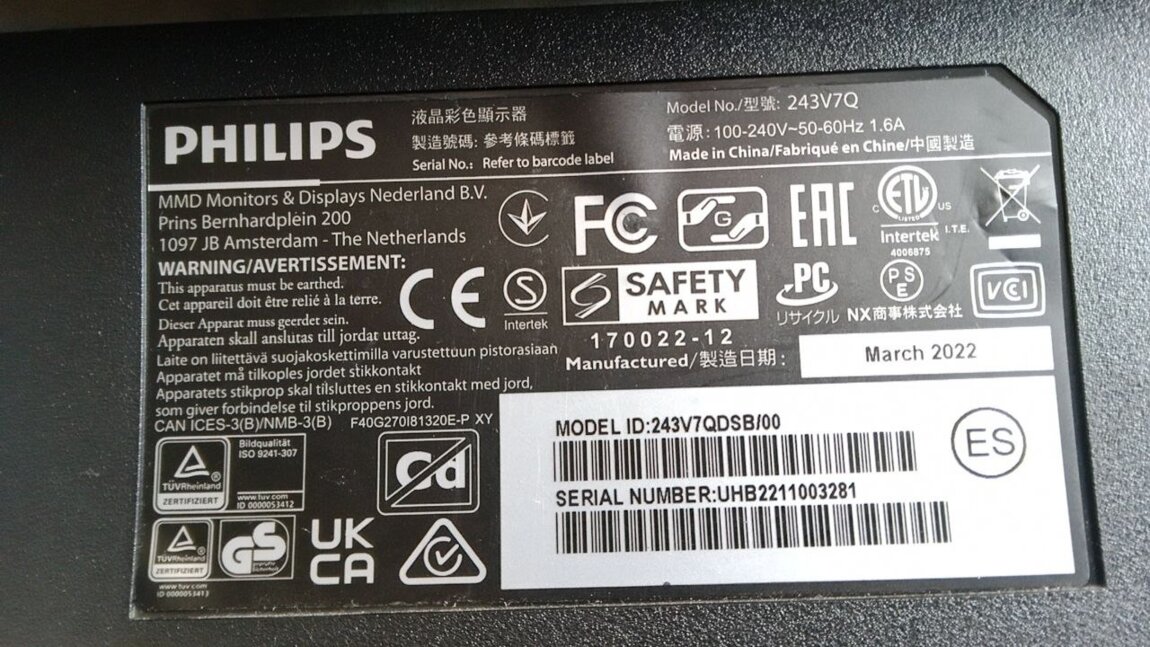 PHILIPS
液晶彩色顯示器
製造號碼: 參考條碼標籤
Serial No.: Refer to barcode label
Model No./型號: 243V7Q
電源: 100-240V~50-60Hz 1.6A
Made in China/Fabriqué en Chine/中國製造
MMD Monitors & Displays Nederland B.V.
Prins Bernhardplein 200
1097 JB Amsterdam - The Netherlands
WARNING/AVERTISSEMENT:
This apparatus must be earthed.
Cet appareil doit être relié à la terre.
Dieser Apparat muss geerdet sein.
Apparaten skall anslutas till jordat uttag.
Laite on liitettävä suojakoskettimilla varustettuun pistorasiaan
Apparatet må tilkoples jordet stikkontakt
Apparatets stikprop skal tilsluttes en stikkontakt med jord,
som giver forbindelse til stikproppens jord.
CAN ICES-3(B)/NMB-3(B)
F40G270I81320E-P XY
FC
G
EAC
C
ETL
LISTED
US
Intertek
I.T.E.
4006875
CE
S
Intertek
SAFETY
MARK
170022-12
PC
リサイクル
PS
E
NX商事株式会社
VCI
Manufactured/製造日期:
March 2022
MODEL ID:243V7QDSB/00
SERIAL NUMBER:UHB2211003281
ES
TÜVRheinland
ZERTIFIZIERT
Bildqualität
ISO 9241-307
www.tuv.com
ID 0000053412
Cd
TÜVRheinland
ZERTIFIZIERT
GS
geprüfte
Sicherheit
www.tuv.com
ID 0000053413
UK
CA